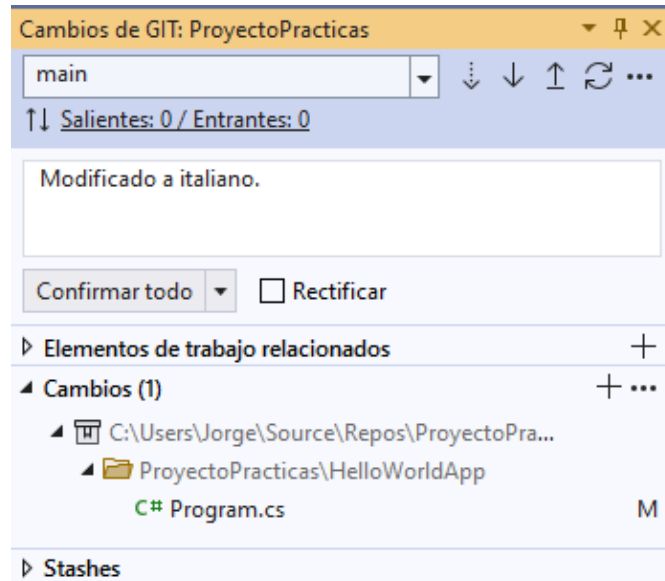 Cambios de GIT: ProyectoPracticas
main
Salientes: 0 / Entrantes: 0
Modificado a italiano.
Confirmar todo Rectificar
Elementos de trabajo relacionados
Cambios (1)
C:\Users\Jorge\Source\Repos\ProyectoPra...
ProyectoPracticas\HelloWorldApp
C# Program.cs M
Stashes